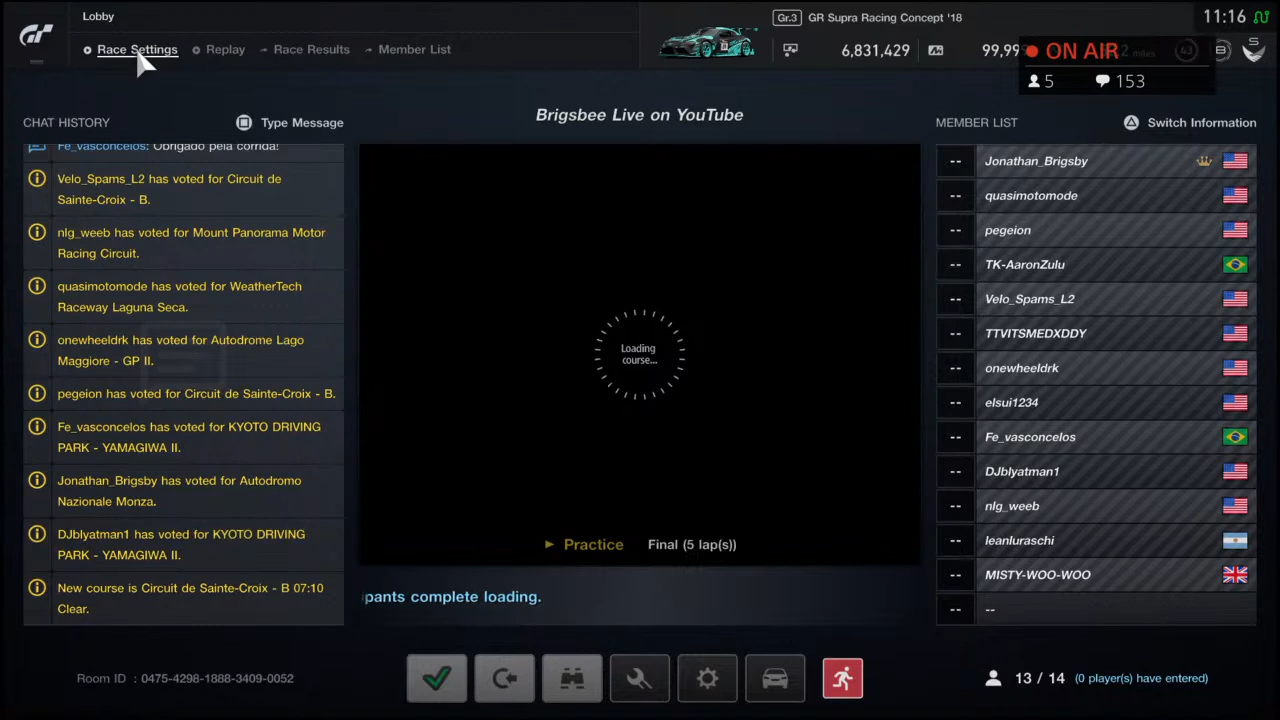 Lobby
Race Settings
Replay
Race Results
Member List
Gr.3 GR Supra Racing Concept '18
6,831,429
99,99
miles
43
B
S
11:16
ON AIR
5 153
CHAT HISTORY
Type Message
Brigsbee Live on YouTube
MEMBER LIST
Switch Information
Fe_vasconcelos: Obrigado pela corrida!
Velo_Spams_L2 has voted for Circuit de
Sainte-Croix - B.
nlg_weeb has voted for Mount Panorama Motor
Racing Circuit.
quasimotomode has voted for WeatherTech
Raceway Laguna Seca.
onewheeldrk has voted for Autodrome Lago
Maggiore - GP II.
pegeion has voted for Circuit de Sainte-Croix - B.
Fe_vasconcelos has voted for KYOTO DRIVING
PARK - YAMAGIWA II.
Jonathan_Brigsby has voted for Autodromo
Nazionale Monza.
DJblyatman1 has voted for KYOTO DRIVING
PARK - YAMAGIWA II.
New course is Circuit de Sainte-Croix - B 07:10
Clear.
Loading
course...
Practice Final (5 lap(s))
ipants complete loading.
-- Jonathan_Brigsby
-- quasimotomode
-- pegeion
-- TK-AaronZulu
-- Velo_Spams_L2
-- TTVITSMEDXDDY
-- onewheeldrk
-- elsui1234
-- Fe_vasconcelos
-- DJblyatman1
-- nlg_weeb
-- leanluraschi
-- MISTY-WOO-WOO
-- --
Room ID : 0475-4298-1888-3409-0052
13 / 14 (0 player(s) have entered)